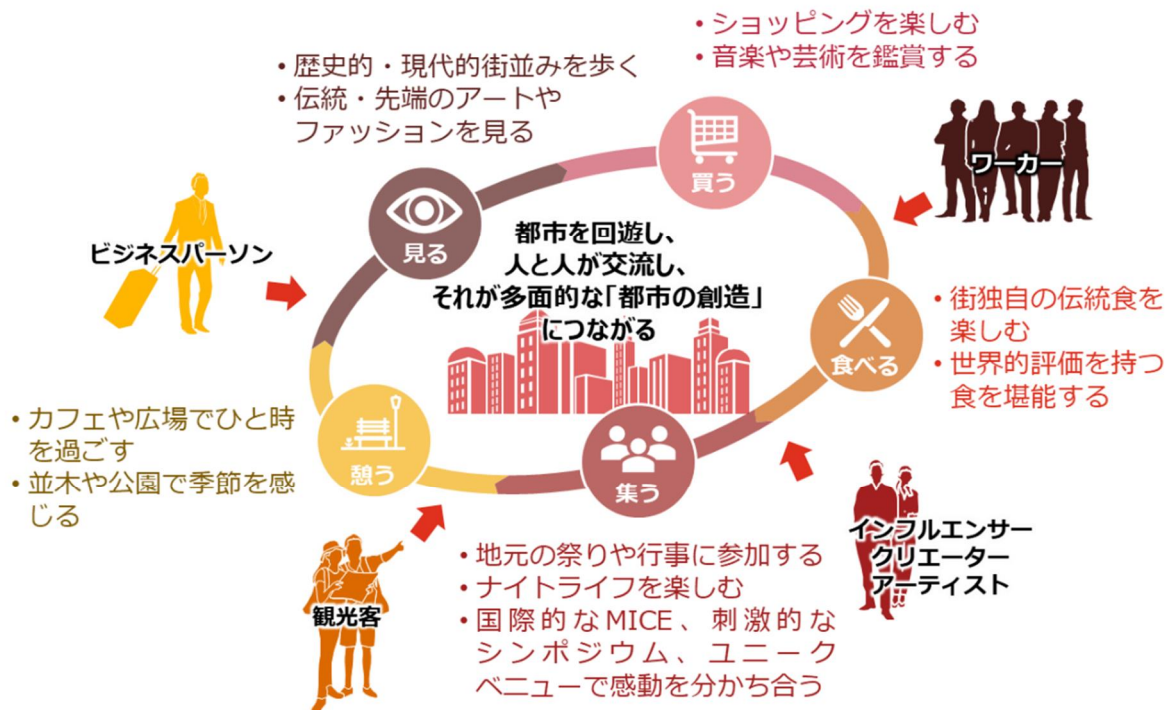 ・ショッピングを楽しむ
・音楽や芸術を鑑賞する
・歴史的・現代的街並みを歩く
・伝統・先端のアートや
ファッションを見る
買う
ワーカー
見る
都市を回遊し、
人と人が交流し、
それが多面的な「都市の創造」
につながる
ビジネスパーソン
・街独自の伝統食を
楽しむ
・世界的評価を持つ
食を堪能する
食べる
・カフェや広場でひと時
を過ごす
・並木や公園で季節を感
じる
憩う
集う
インフルエンサー
クリエーター
アーティスト
観光客
・地元の祭りや行事に参加する
・ナイトライフを楽しむ
・国際的なMICE、刺激的な
シンポジウム、ユニーク
ベニューで感動を分かち合う